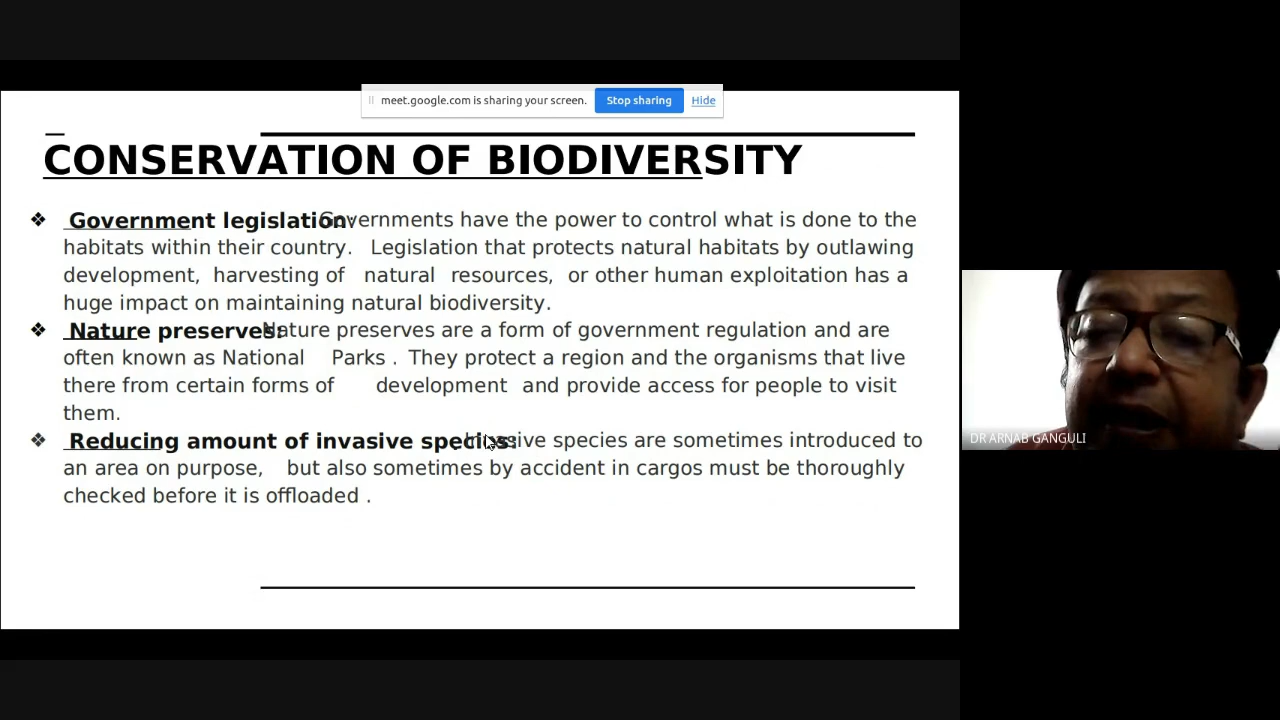 meet.google.com is sharing your screen. Stop sharing Hide
CONSERVATION OF BIODIVERSITY
❖ Government legislation: Governments have the power to control what is done to the
habitats within their country. Legislation that protects natural habitats by outlawing
development, harvesting of natural resources, or other human exploitation has a
huge impact on maintaining natural biodiversity.
❖ Nature preserves: Nature preserves are a form of government regulation and are
often known as National Parks . They protect a region and the organisms that live
there from certain forms of development and provide access for people to visit
them.
❖ Reducing amount of invasive species: Invasive species are sometimes introduced to
an area on purpose, but also sometimes by accident in cargos must be thoroughly
checked before it is offloaded .
DR ARNAB GANGULI